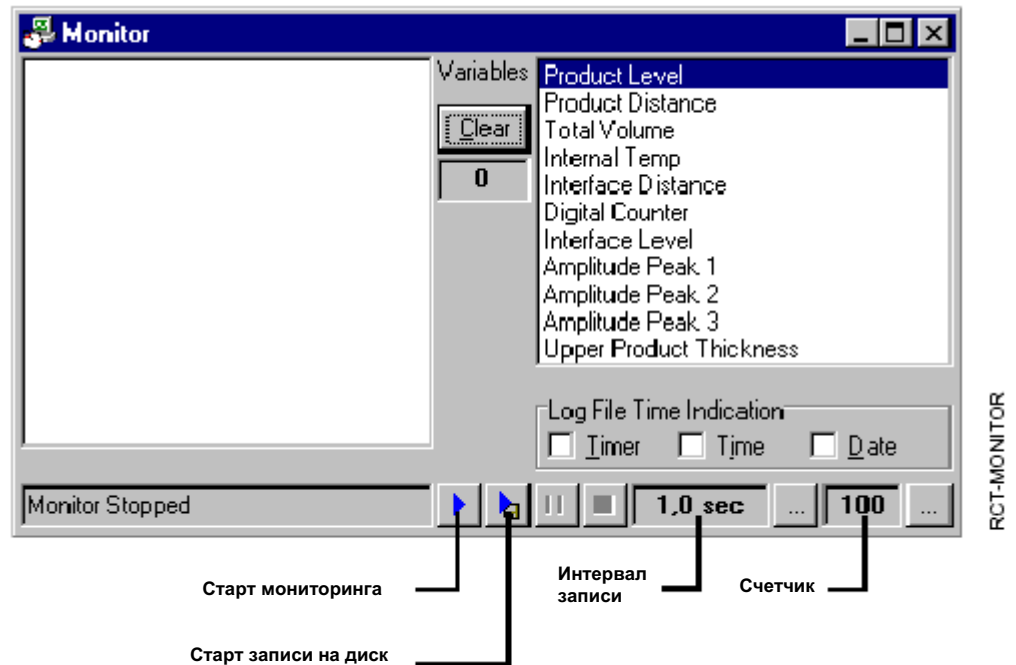 Monitor
Variables
Clear
0
Product Level
Product Distance
Total Volume
Internal Temp
Interface Distance
Digital Counter
Interface Level
Amplitude Peak 1
Amplitude Peak 2
Amplitude Peak 3
Upper Product Thickness
Log File Time Indication
Timer Time Date
Monitor Stopped 1,0 sec ... 100 ...
RCT-MONITOR
Старт мониторинга
Интервал
записи
Счетчик
Старт записи на диск